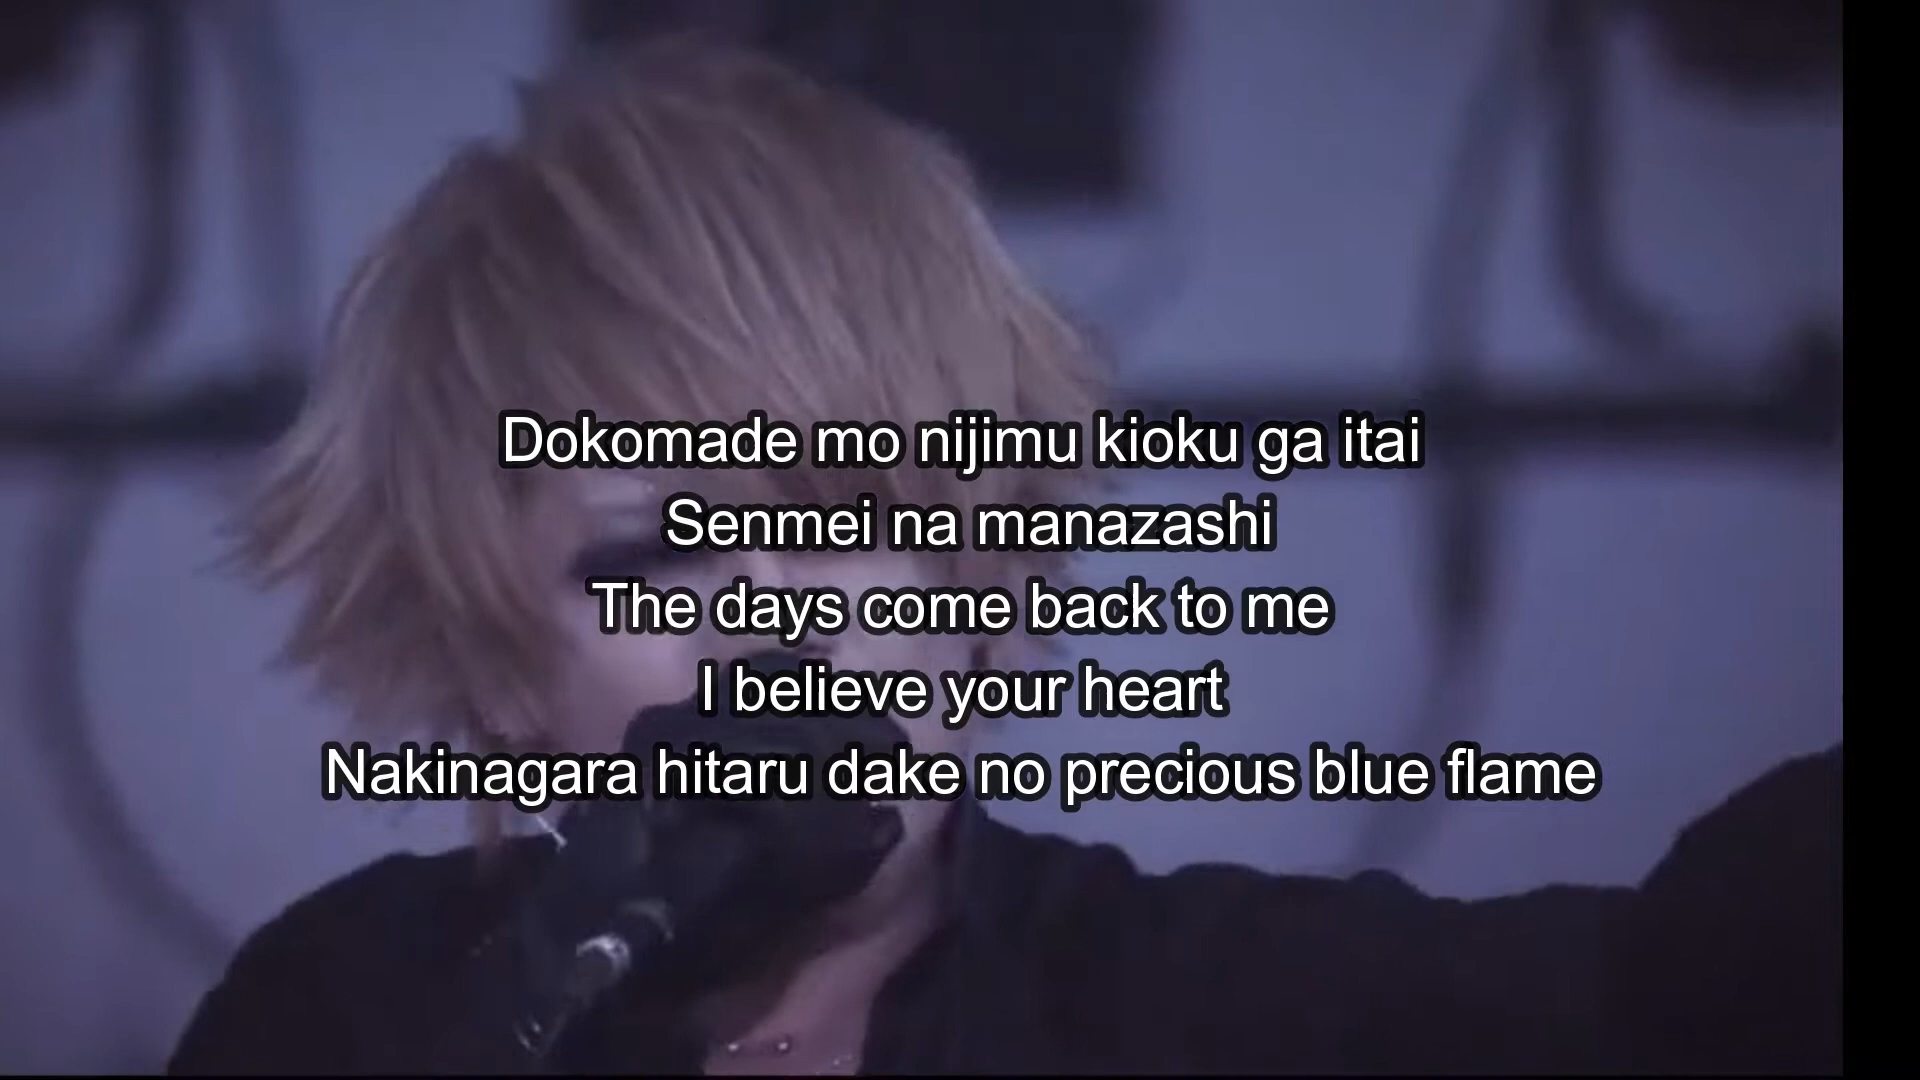 Dokomade mo nijimu kioku ga itai
Senmei na manazashi
The days come back to me
I believe your heart
Nakinagara hitaru dake no precious blue flame